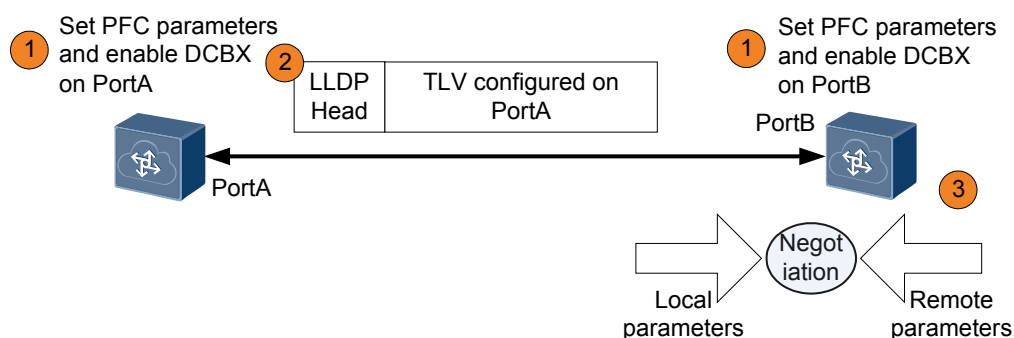 1
Set PFC parameters
and enable DCBX
on PortA
2
LLDP
Head
TLV configured on
PortA
1
Set PFC parameters
and enable DCBX
on PortB
PortB
PortA
3
Negot
iation
Local
parameters
Remote
parameters